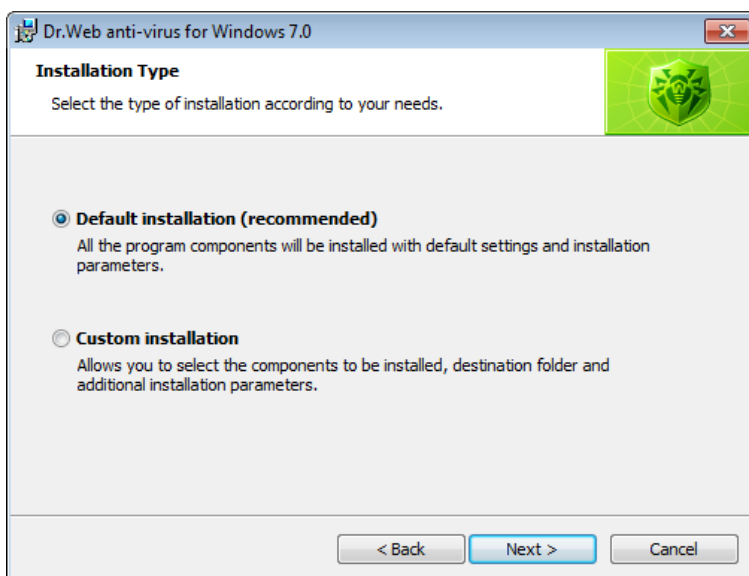 Dr.Web anti-virus for Windows 7.0
Installation Type
Select the type of installation according to your needs.
Default installation (recommended)
All the program components will be installed with default settings and installation
parameters.
Custom installation
Allows you to select the components to be installed, destination folder and
additional installation parameters.
< Back Next > Cancel